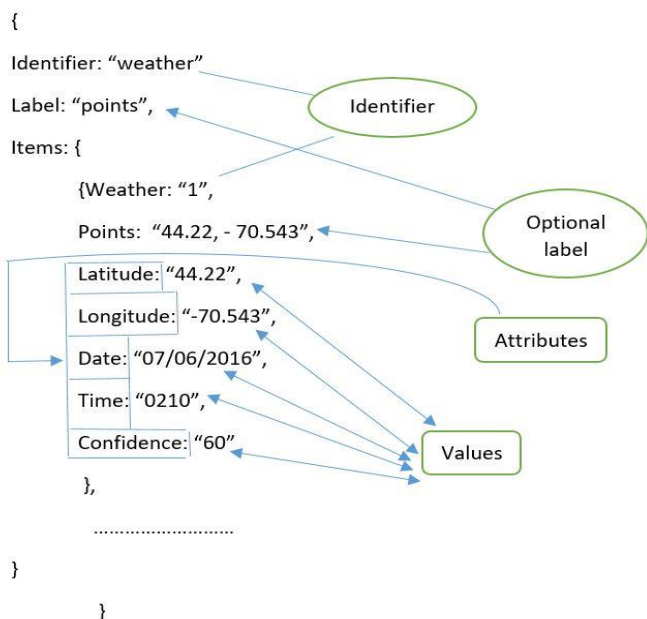 {
Identifier: “weather”
Label: “points”,
Identifier
Items: {
{Weather: “1”,
Points: “44.22, - 70.543”,
Optional
label
Latitude: “44.22”,
Longitude: “-70.543”,
Attributes
Date: “07/06/2016”,
Time: “0210”,
Confidence: “60”
Values
},
...........................
}
}